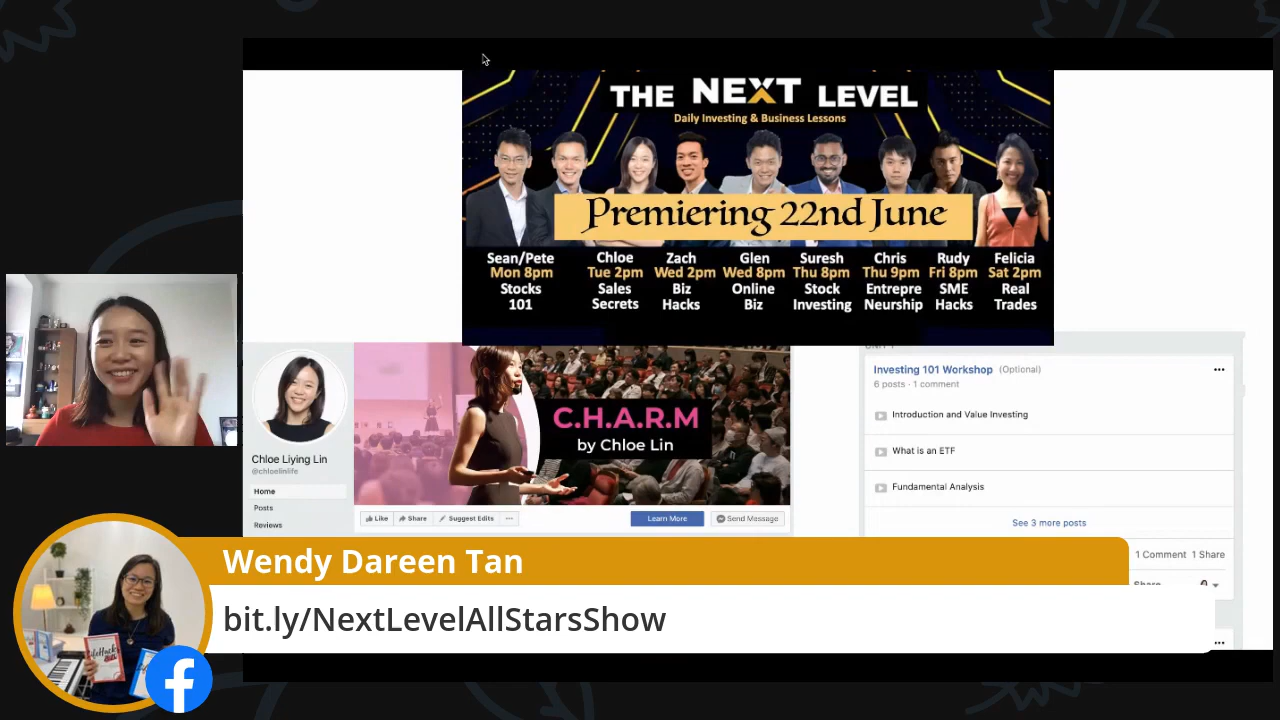 THE NEXT LEVEL
Daily Investing & Business Lessons
Premiering 22nd June
Sean/Pete
Mon 8pm
Stocks
101
Chloe
Tue 2pm
Sales
Secrets
Zach
Wed 2pm
Biz
Hacks
Glen
Wed 8pm
Online
Biz
Suresh
Thu 8pm
Stock
Investing
Chris
Thu 9pm
Entrepre
Neurship
Rudy
Fri 8pm
SME
Hacks
Felicia
Sat 2pm
Real
Trades
Chloe Liying Lin
@chloelinlife
Home
Posts
Reviews
C.H.A.R.M
by Chloe Lin
Like
Share
Suggest Edits
Learn More
Send Message
Investing 101 Workshop (Optional)
6 posts · 1 comment
Introduction and Value Investing
What is an ETF
Fundamental Analysis
See 3 more posts
1 Comment 1 Share
Share
Wendy Dareen Tan
bit.ly/NextLevelAllStarsShow